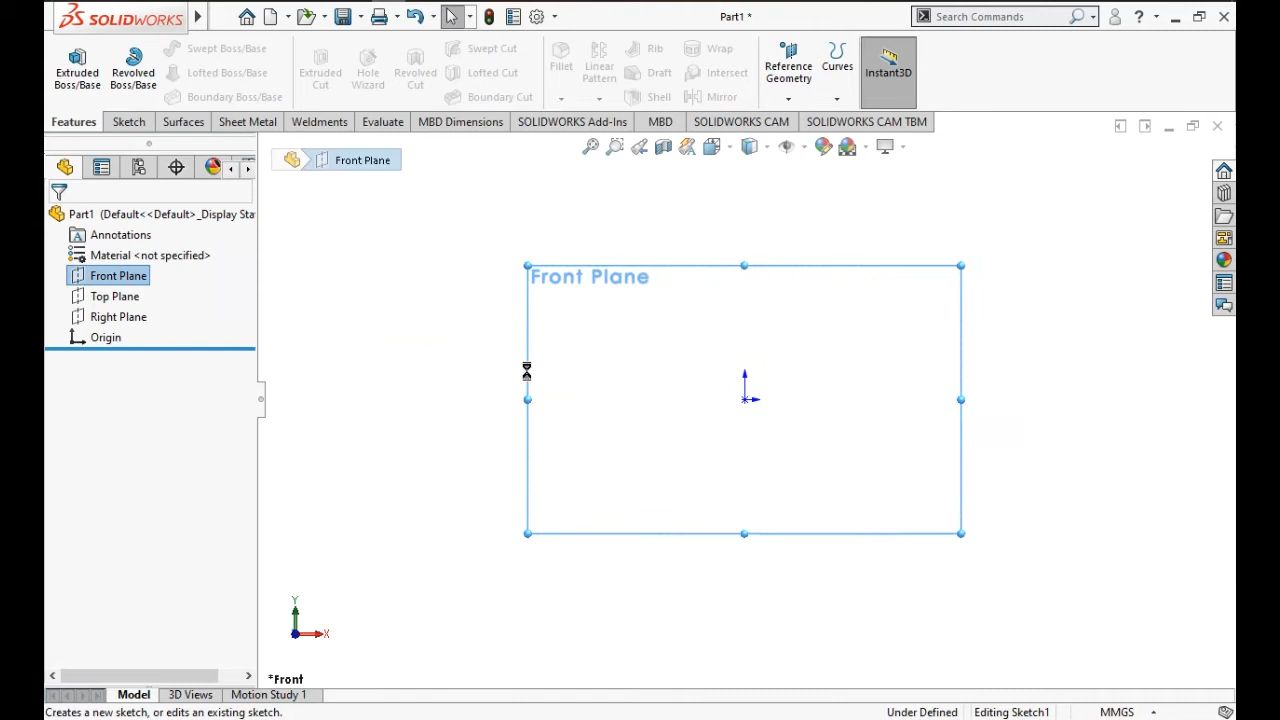 SOLIDWORKS
Part1 *
Search Commands
?
Extruded Boss/Base
Revolved Boss/Base
Swept Boss/Base
Lofted Boss/Base
Boundary Boss/Base
Extruded Cut
Hole Wizard
Revolved Cut
Swept Cut
Lofted Cut
Boundary Cut
Fillet
Linear Pattern
Rib
Draft
Shell
Wrap
Intersect
Mirror
Reference Geometry
Curves
Instant3D
Features
Sketch
Surfaces
Sheet Metal
Weldments
Evaluate
MBD Dimensions
SOLIDWORKS Add-Ins
MBD
SOLIDWORKS CAM
SOLIDWORKS CAM TBM
Front Plane
Part1 (Default<<Default>_Display Sta
Annotations
Material <not specified>
Front Plane
Top Plane
Right Plane
Origin
Front Plane
Y
X
*Front
Model
3D Views
Motion Study 1
Creates a new sketch, or edits an existing sketch.
Under Defined
Editing Sketch1
MMGS